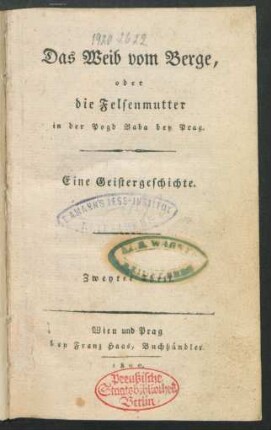 Das Weib vom Berge,
oder
die Felsenmutter
in der Pogd Baba bey Prag.
Eine Geistergeschichte.
Zweyter
Wien und Prag
bey Franz Haas, Buchhändler.
Preußische
Staatsbibliothek
Berlin